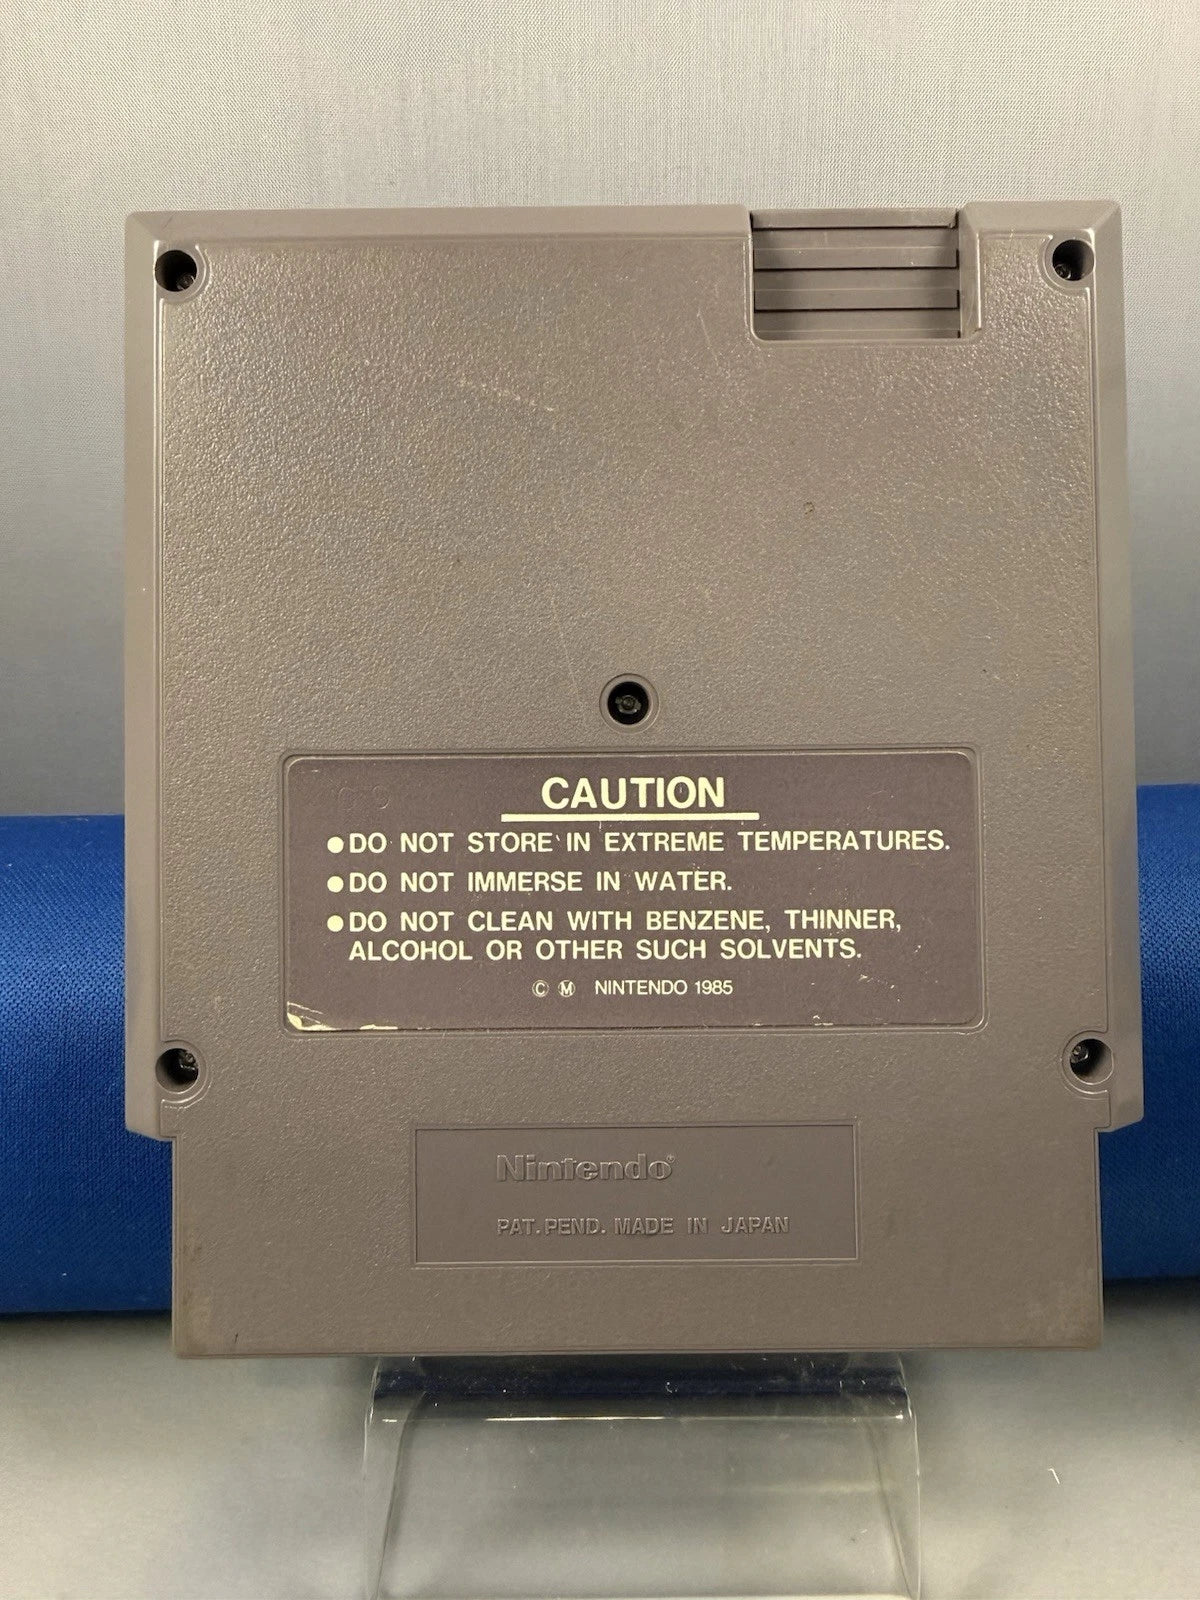 CAUTION
●DO NOT STORE IN EXTREME TEMPERATURES.
●DO NOT IMMERSE IN WATER.
●DO NOT CLEAN WITH BENZENE, THINNER,
ALCOHOL OR OTHER SUCH SOLVENTS.
© Ⓜ NINTENDO 1985
Nintendo®
PAT. PEND. MADE IN JAPAN